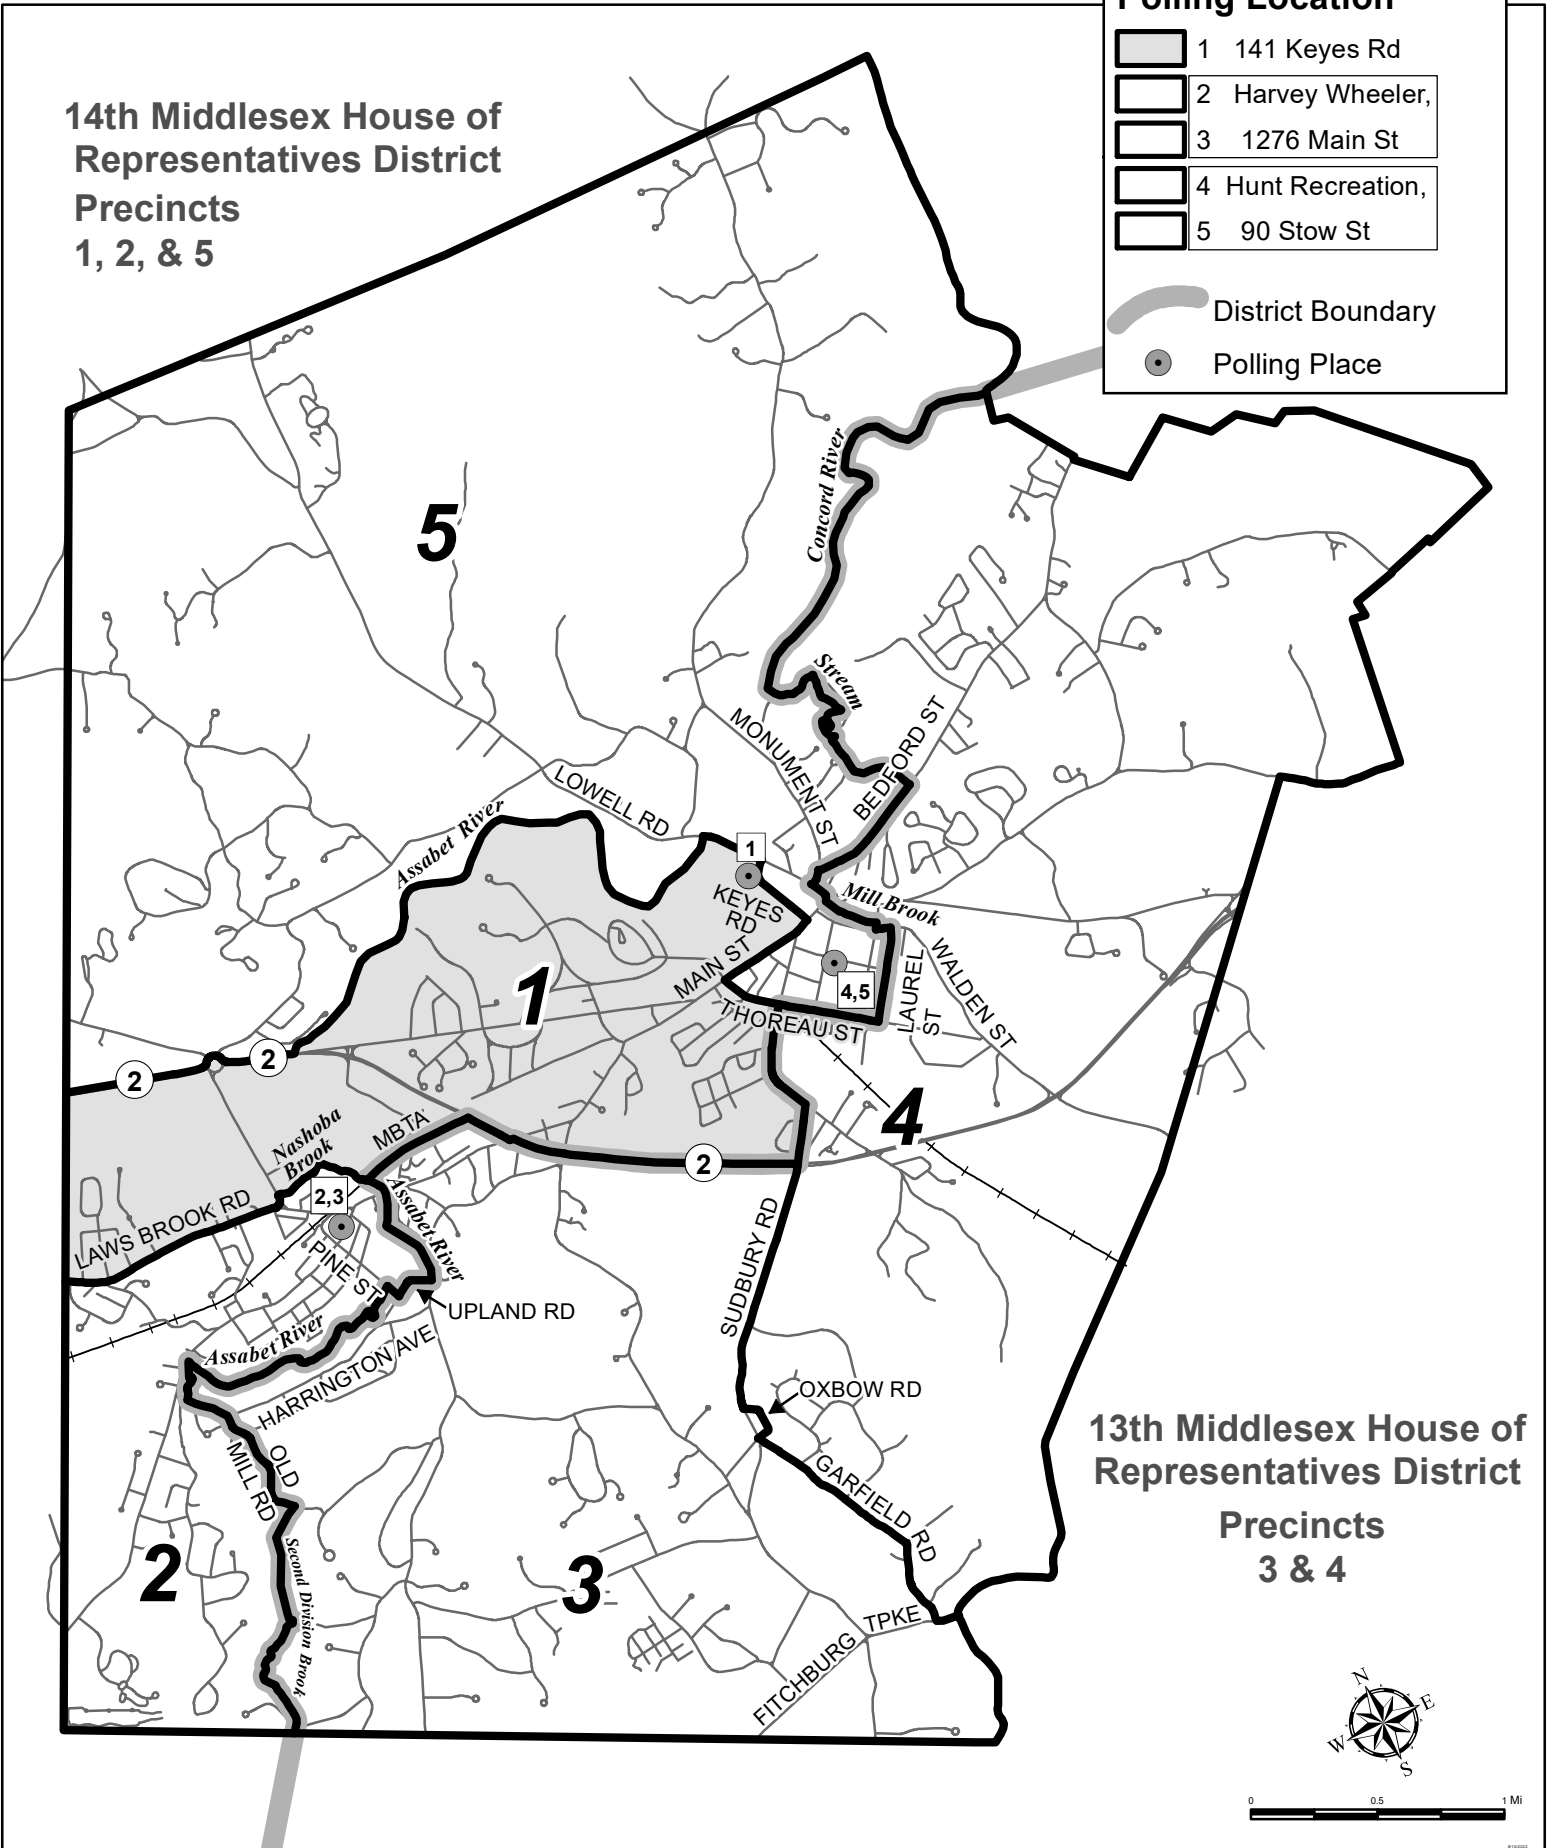 Polling Location
1 141 Keyes Rd
2 Harvey Wheeler,
3 1276 Main St
4 Hunt Recreation,
5 90 Stow St
District Boundary
Polling Place
14th Middlesex House of
Representatives District
Precincts
1, 2, & 5
Concord River
5
Stream
MONUMENT ST
BEDFORD ST
LOWELL RD
Assabet River
1
KEYES
RD
Mill Brook
MAIN ST
4,5
LAUREL
ST
WALDEN ST
THOREAU ST
1
2
2
4
Nashoba
Brook
MBTA
2
2,3
LAWS BROOK RD
Assabet River
PINE ST
SUDBURY RD
UPLAND RD
Assabet River
HARRINGTON AVE
OXBOW RD
13th Middlesex House of
Representatives District
Precincts
3 & 4
OLD
MILL RD
GARFIELD RD
Second Division Brook
2
3
FITCHBURG TPKE
N
E
W
S
0 0.5 1 Mi